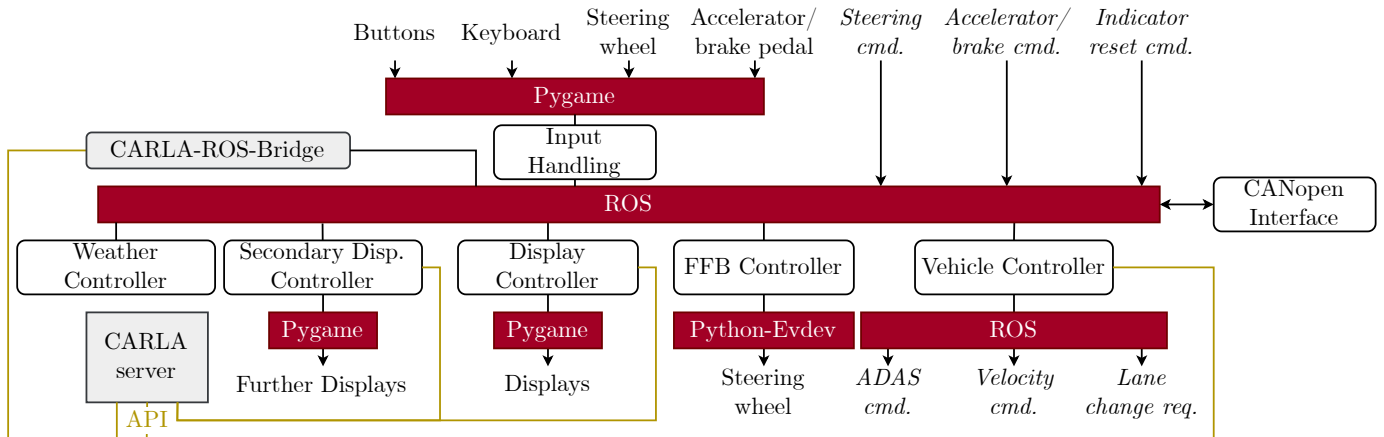 Buttons
Keyboard
Steering
wheel
Accelerator/
brake pedal
Steering
cmd.
Accelerator/
brake cmd.
Indicator
reset cmd.
Pygame
CARLA-ROS-Bridge
Input
Handling
ROS
CANopen
Interface
Weather
Controller
Secondary Disp.
Controller
Display
Controller
FFB Controller
Vehicle Controller
CARLA
server
Pygame
Pygame
Python-Evdev
ROS
Further Displays
Displays
Steering
wheel
ADAS
cmd.
Velocity
cmd.
Lane
change req.
API